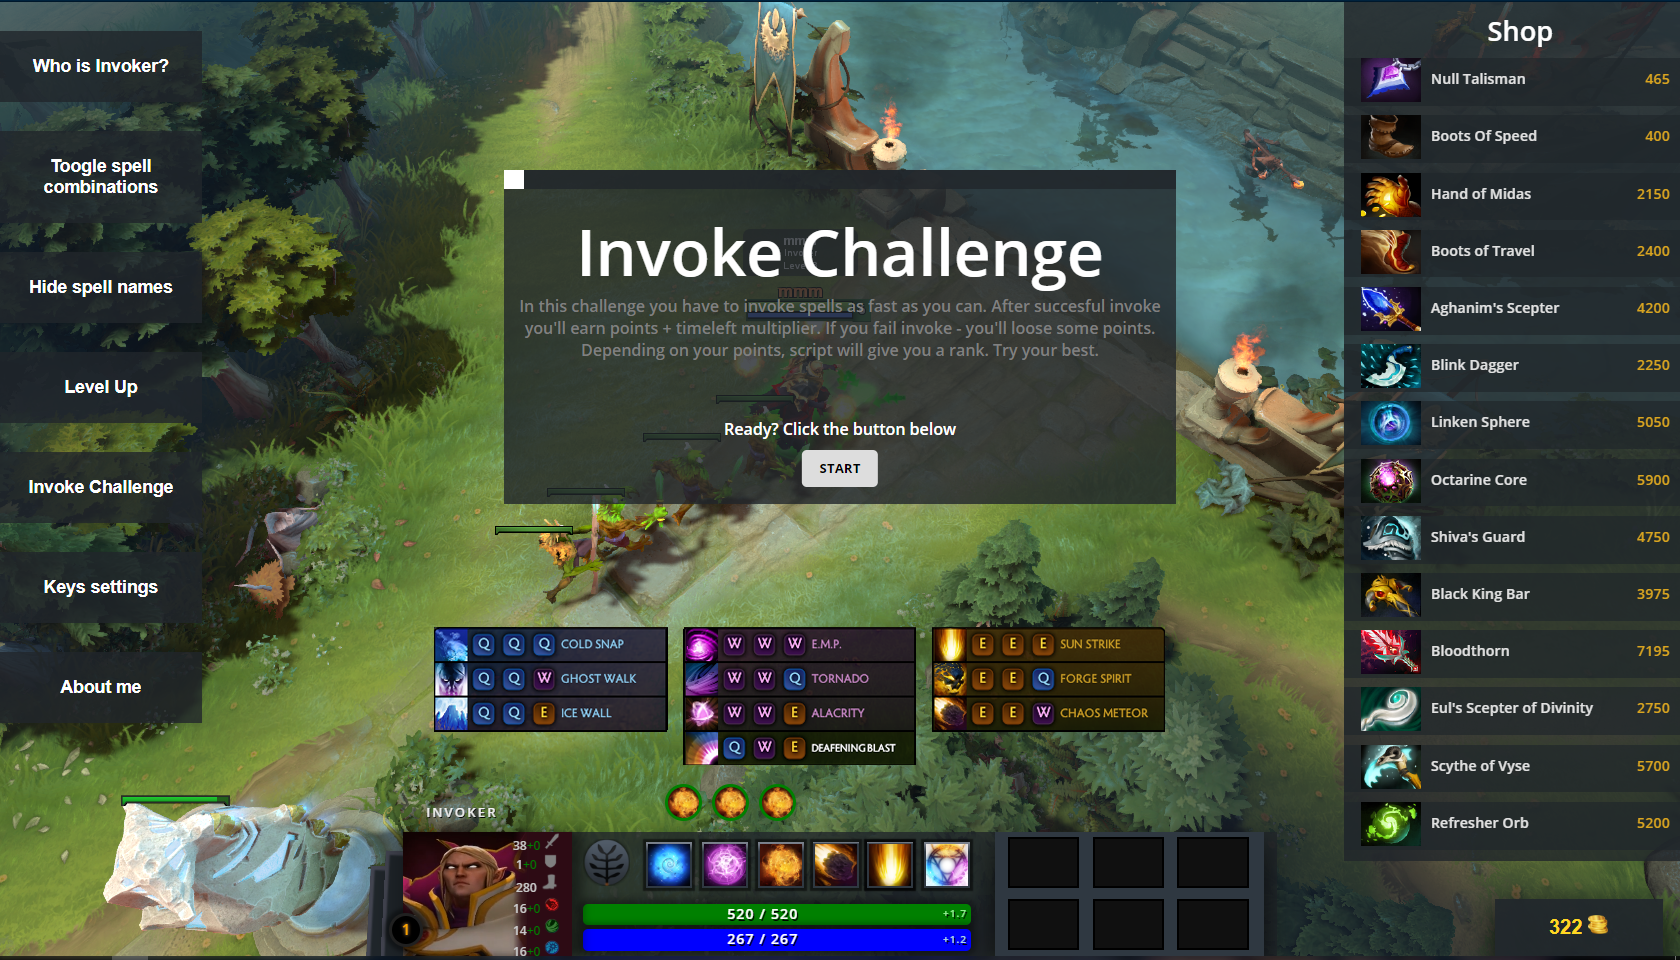 Who is Invoker?
Toogle spell
combinations
Hide spell names
Level Up
Invoke Challenge
Keys settings
About me
mmm
Invoke Challenge
In this challenge you have to invoke spells as fast as you can. After succesful invoke
you'll earn points + timeleft multiplier. If you fail invoke - you'll loose some points.
Depending on your points, script will give you a rank. Try your best.
Ready? Click the button below
START
Q Q Q COLD SNAP
Q Q W GHOST WALK
Q Q E ICE WALL
W W W E.M.P.
W W Q TORNADO
W W E ALACRITY
Q W E DEAFENING BLAST
E E E SUN STRIKE
E E Q FORGE SPIRIT
E E W CHAOS METEOR
INVOKER
38+0
1+0
280
16+0
14+0
16+0
1
520 / 520 +1.7
267 / 267 +1.2
Shop
Null Talisman 465
Boots Of Speed 400
Hand of Midas 2150
Boots of Travel 2400
Aghanim's Scepter 4200
Blink Dagger 2250
Linken Sphere 5050
Octarine Core 5900
Shiva's Guard 4750
Black King Bar 3975
Bloodthorn 7195
Eul's Scepter of Divinity 2750
Scythe of Vyse 5700
Refresher Orb 5200
322